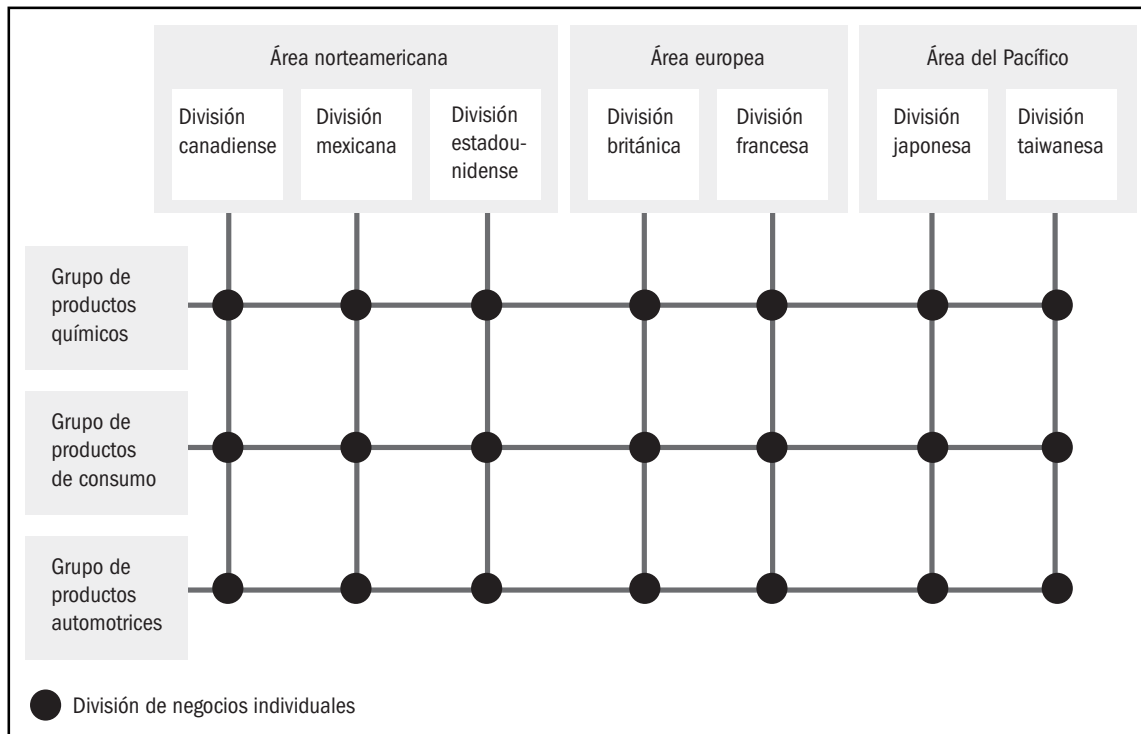 Área norteamericana
División
canadiense
División
mexicana
División
estadou-
nidense
Área europea
División
británica
División
francesa
Área del Pacífico
División
japonesa
División
taiwanesa
Grupo de
productos
químicos
Grupo de
productos
de consumo
Grupo de
productos
automotrices
División de negocios individuales